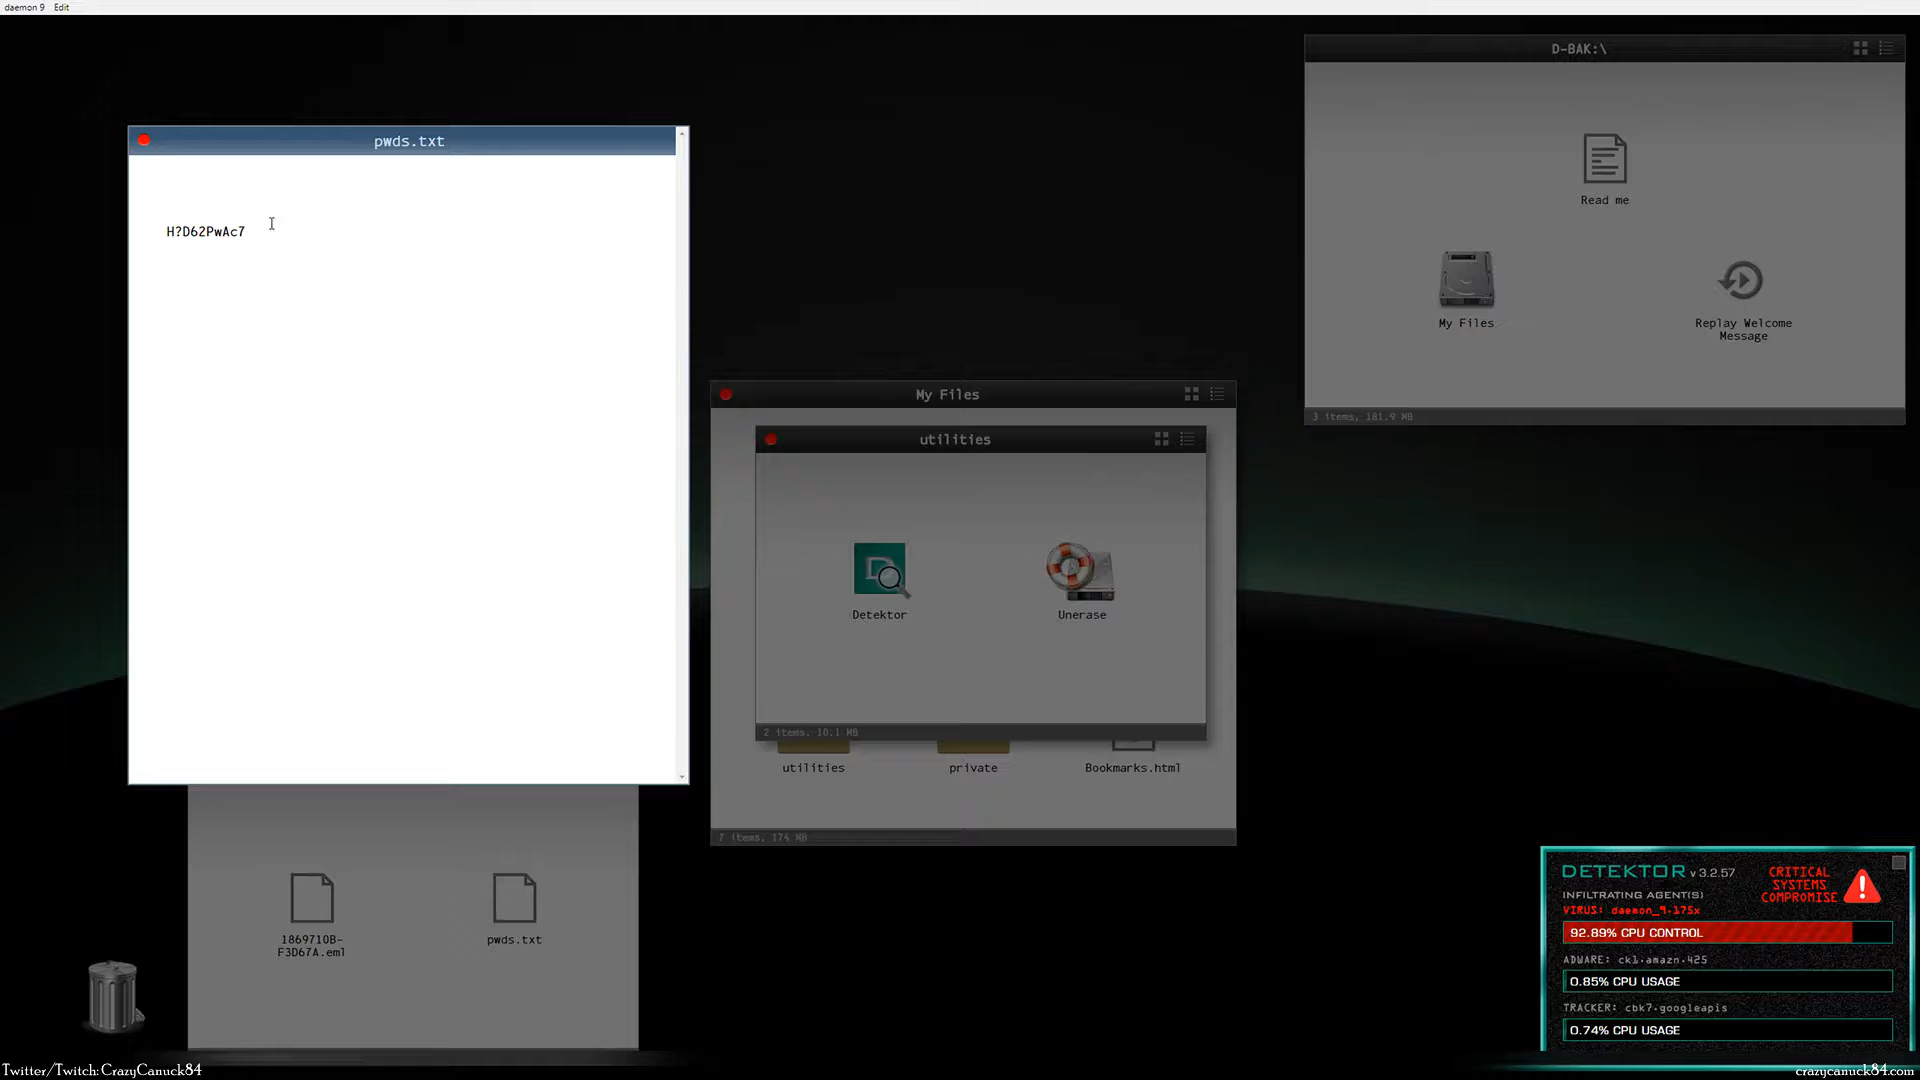 daemon 9 Edit
D-BAK:\
Read me
My Files
Replay Welcome
Message
3 items, 181.9 MB
pwds.txt
H?D62PwAc7
My Files
utilities
Detektor
Unerase
2 items, 10.1 MB
utilities
private
Bookmarks.html
7 items, 174 MB
1869710B-
F3D67A.eml
pwds.txt
DETEKTOR v 3.2.57
CRITICAL
SYSTEMS
COMPROMISE
INFILTRATING AGENT(S)
VIRUS: daemon_9.175x
92.89% CPU CONTROL
ADWARE: ck1.amazn.425
0.85% CPU USAGE
TRACKER: cbk7.googleapis
0.74% CPU USAGE
Twitter/Twitch: CrazyCanuck84
crazycanuck84.com